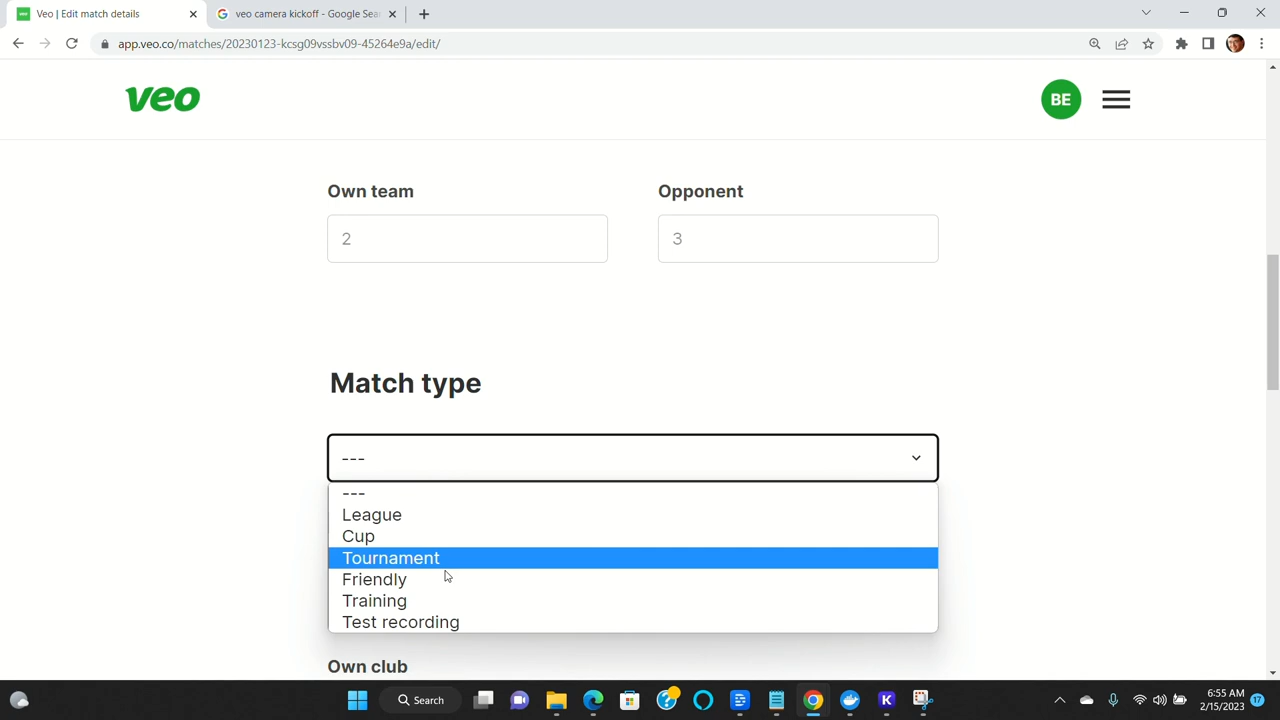 Veo | Edit match details
veo camera kickoff - Google Sea
app.veo.co/matches/20230123-kcsg09vssbv09-45264e9a/edit/
veo
BE
Own team
Opponent
2
3
Match type
---
---
League
Cup
Tournament
Friendly
Training
Test recording
Own club
Search
6:55 AM
2/15/2023
17